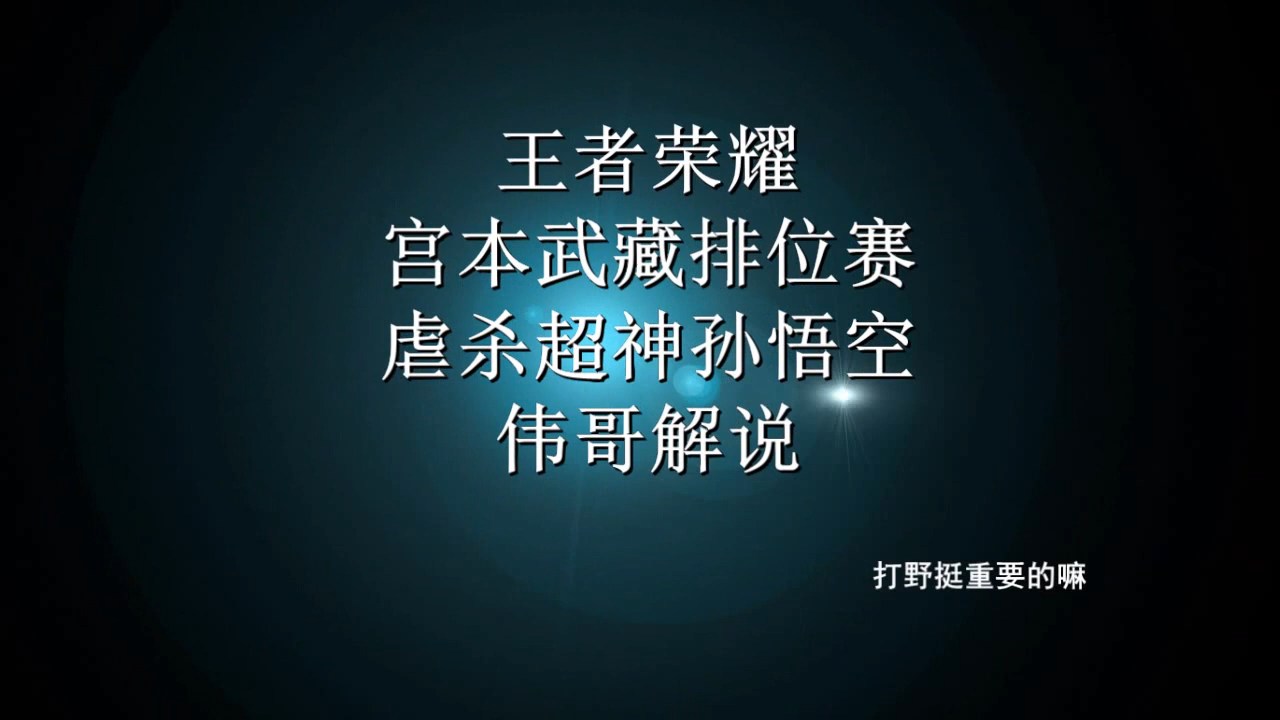 王者荣耀
宫本武藏排位赛
虐杀超神孙悟空
伟哥解说
打野挺重要的嘛